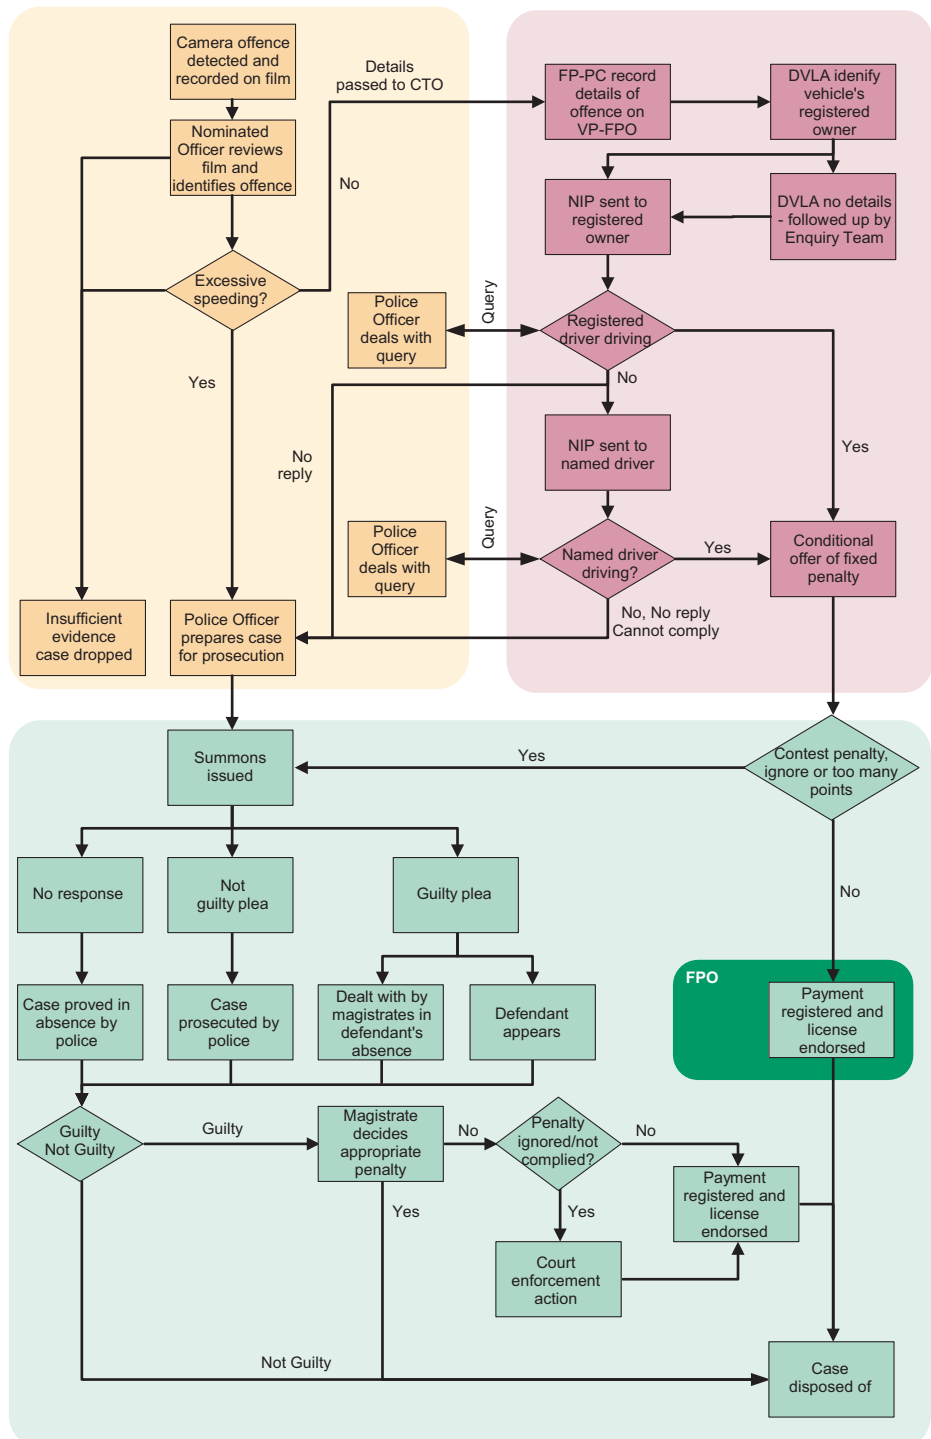 Camera offence
detected and
recorded on film
Details
passed to CTO
FP-PC record
details of
offence on
VP-FPO
DVLA idenify
vehicle's
registered
owner
Nominated
Officer reviews
film and
identifies offence
No
NIP sent to
registered
owner
DVLA no details
- followed up by
Enquiry Team
Excessive
speeding?
Police
Officer
deals with
query
Query
Registered
driver driving
Yes
No
No
reply
NIP sent to
named driver
Yes
Police
Officer
deals with
query
Query
Named driver
driving?
Yes
Conditional
offer of fixed
penalty
No, No reply
Cannot comply
Insufficient
evidence
case dropped
Police Officer
prepares case
for prosecution
Summons
issued
Yes
Contest penalty,
ignore or too many
points
No response
Not
guilty plea
Guilty plea
No
FPO
Payment
registered and
license
endorsed
Case proved in
absence by
police
Case
prosecuted by
police
Dealt with by
magistrates in
defendant's
absence
Defendant
appears
Guilty
Not Guilty
Guilty
Magistrate
decides
appropriate
penalty
No
Penalty
ignored/not
complied?
No
Payment
registered and
license
endorsed
Yes
Yes
Court
enforcement
action
Not Guilty
Case
disposed of